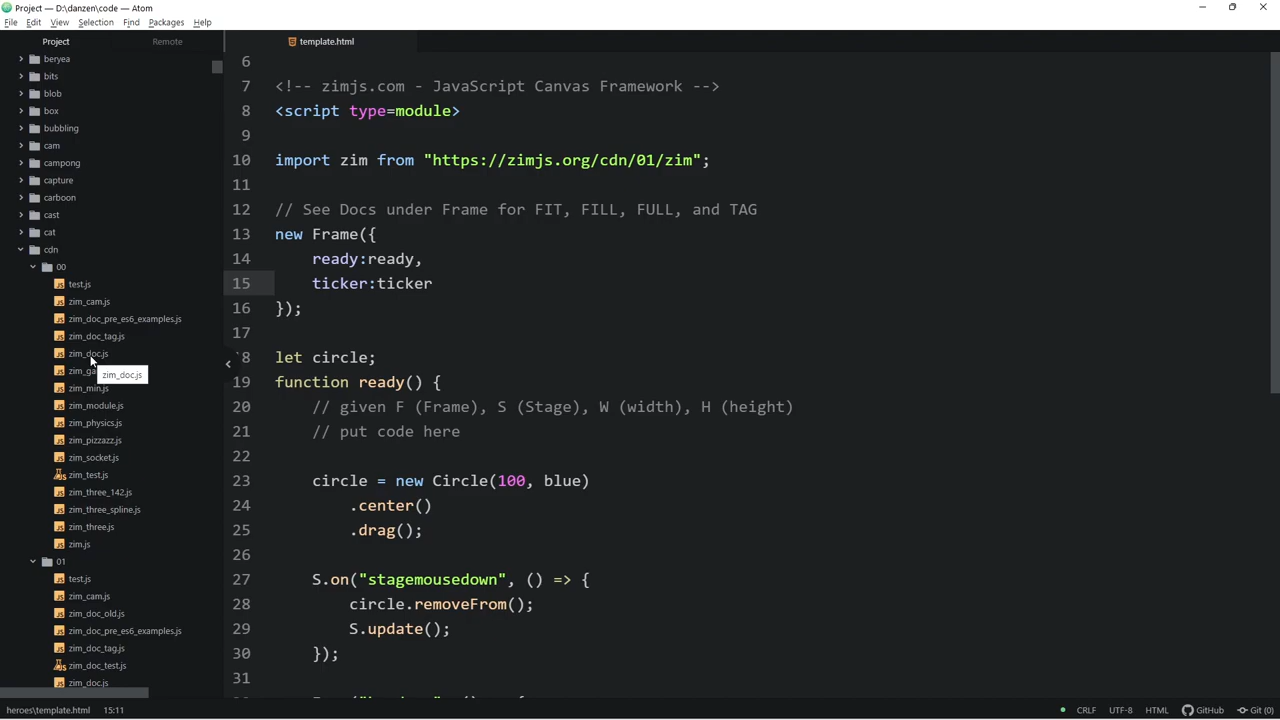 Project — D:\danzen\code — Atom
File Edit View Selection Find Packages Help
Project Remote
template.html
beryea
bits
blob
box
bubbling
cam
campong
capture
carboon
cast
cat
cdn
00
test.js
zim_cam.js
zim_doc_pre_es6_examples.js
zim_doc_tag.js
zim_doc.js
zim_doc.js
zim_min.js
zim_module.js
zim_physics.js
zim_pizzazz.js
zim_socket.js
zim_test.js
zim_three_142.js
zim_three_spline.js
zim_three.js
zim.js
01
test.js
zim_cam.js
zim_doc_old.js
zim_doc_pre_es6_examples.js
zim_doc_tag.js
zim_doc_test.js
zim_doc.js
6
7 <!-- zimjs.com - JavaScript Canvas Framework -->
8 <script type=module>
9
10 import zim from "https://zimjs.org/cdn/01/zim";
11
12 // See Docs under Frame for FIT, FILL, FULL, and TAG
13 new Frame({
14 ready:ready,
15 ticker:ticker
16 });
17
18 let circle;
19 function ready() {
20 // given F (Frame), S (Stage), W (width), H (height)
21 // put code here
22
23 circle = new Circle(100, blue)
24 .center()
25 .drag();
26
27 S.on("stagemousedown", () => {
28 circle.removeFrom();
29 S.update();
30 });
31
heroes\template.html 15:11
CRLF UTF-8 HTML GitHub Git (0)